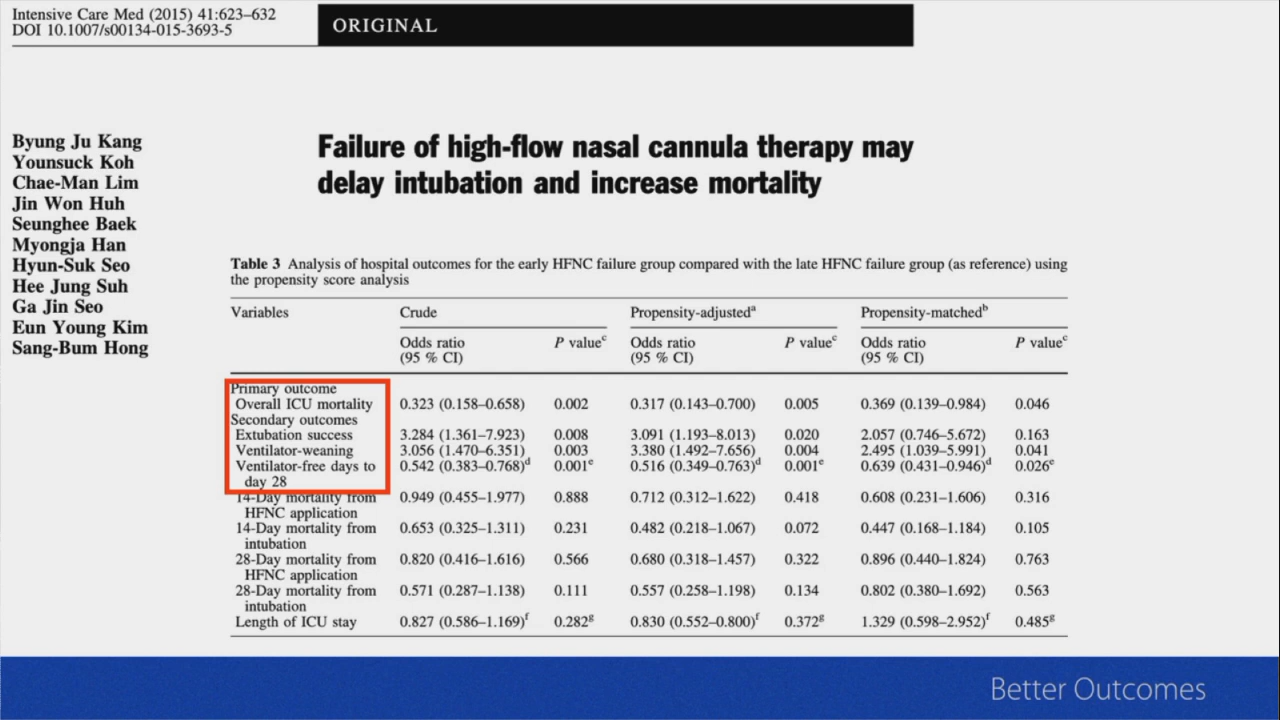 Intensive Care Med (2015) 41:623–632
DOI 10.1007/s00134-015-3693-5
ORIGINAL
Byung Ju Kang
Younsuck Koh
Chae-Man Lim
Jin Won Huh
Seunghee Baek
Myongja Han
Hyun-Suk Seo
Hee Jung Suh
Ga Jin Seo
Eun Young Kim
Sang-Bum Hong
Failure of high-flow nasal cannula therapy may
delay intubation and increase mortality
Table 3 Analysis of hospital outcomes for the early HFNC failure group compared with the late HFNC failure group (as reference) using
the propensity score analysis
Variables Crude Propensity-adjustedᵃ Propensity-matchedᵇ
Odds ratio P valueᶜ Odds ratio P valueᶜ Odds ratio P valueᶜ
(95 % CI) (95 % CI) (95 % CI)
Primary outcome
Overall ICU mortality 0.323 (0.158–0.658) 0.002 0.317 (0.143–0.700) 0.005 0.369 (0.139–0.984) 0.046
Secondary outcomes
Extubation success 3.284 (1.361–7.923) 0.008 3.091 (1.193–8.013) 0.020 2.057 (0.746–5.672) 0.163
Ventilator-weaning 3.056 (1.470–6.351) 0.003 3.380 (1.492–7.656) 0.004 2.495 (1.039–5.991) 0.041
Ventilator-free days to 0.542 (0.383–0.768)ᵈ 0.001ᵉ 0.516 (0.349–0.763)ᵈ 0.001ᵉ 0.639 (0.431–0.946)ᵈ 0.026ᵉ
day 28
14-Day mortality from 0.949 (0.455–1.977) 0.888 0.712 (0.312–1.622) 0.418 0.608 (0.231–1.606) 0.316
HFNC application
14-Day mortality from 0.653 (0.325–1.311) 0.231 0.482 (0.218–1.067) 0.072 0.447 (0.168–1.184) 0.105
intubation
28-Day mortality from 0.820 (0.416–1.616) 0.566 0.680 (0.318–1.457) 0.322 0.896 (0.440–1.824) 0.763
HFNC application
28-Day mortality from 0.571 (0.287–1.138) 0.111 0.557 (0.258–1.198) 0.134 0.802 (0.380–1.692) 0.563
intubation
Length of ICU stay 0.827 (0.586–1.169)ᶠ 0.282ᵍ 0.830 (0.552–0.800)ᶠ 0.372ᵍ 1.329 (0.598–2.952)ᶠ 0.485ᵍ
Better Outcomes